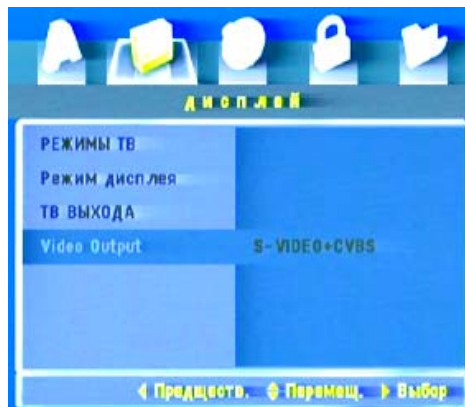 дисплей
РЕЖИМЫ ТВ
Режим дисплея
ТВ ВЫХОДА
Video Output S-VIDEO+CVBS
Предшеств. Перемещ. Выбор